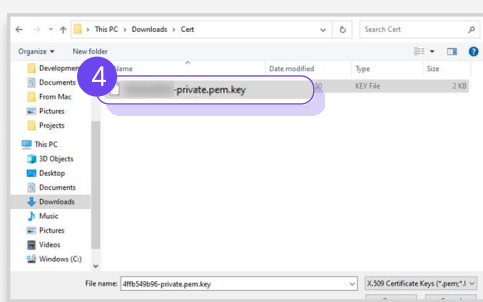 This PC > Downloads > Cert
Search Cert
Organize
New folder
Name
Date modified
Type
Size
4
-private.pem.key
KEY File
2 KB
Developmen
Documents
From Mac
Pictures
Projects
This PC
3D Objects
Desktop
Documents
Downloads
Music
Pictures
Videos
Windows (C:)
File name:
4ffb549b96-private.pem.key
X.509 Certificate Keys (*.pem;*.l